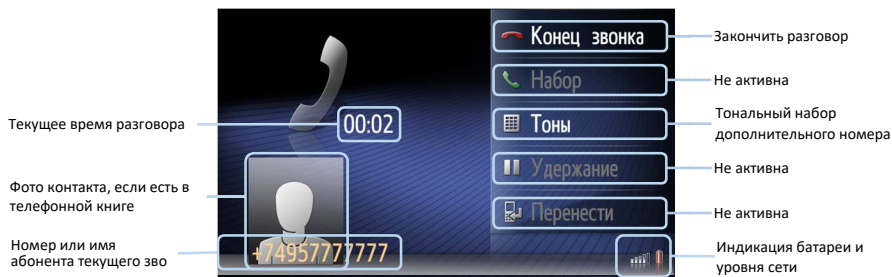 Конец звонка
Закончить разговор
Набор
Не активна
Текущее время разговора
00:02
Тоны
Тональный набор
дополнительного номера
Удержание
Не активна
Фото контакта, если есть в
телефонной книге
Перенести
Не активна
Номер или имя
абонента текущего зво
+74957777777
Индикация батареи и
уровня сети